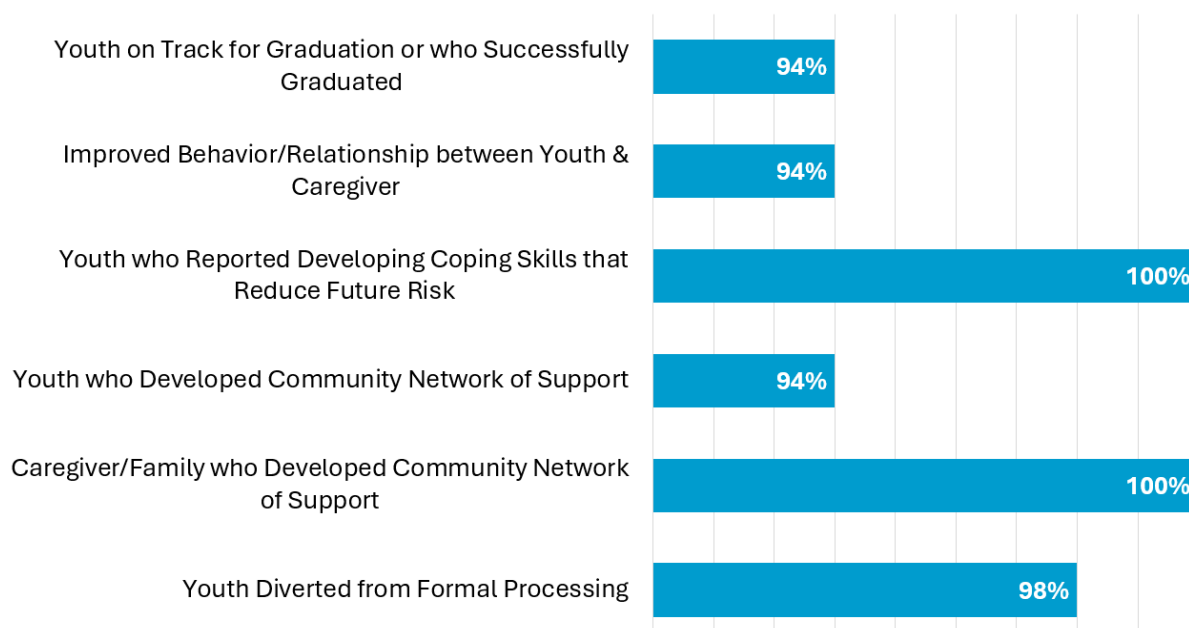 Youth on Track for Graduation or who Successfully
Graduated
94%
Improved Behavior/Relationship between Youth &
Caregiver
94%
Youth who Reported Developing Coping Skills that
Reduce Future Risk
100%
Youth who Developed Community Network of Support
94%
Caregiver/Family who Developed Community Network
of Support
100%
Youth Diverted from Formal Processing
98%